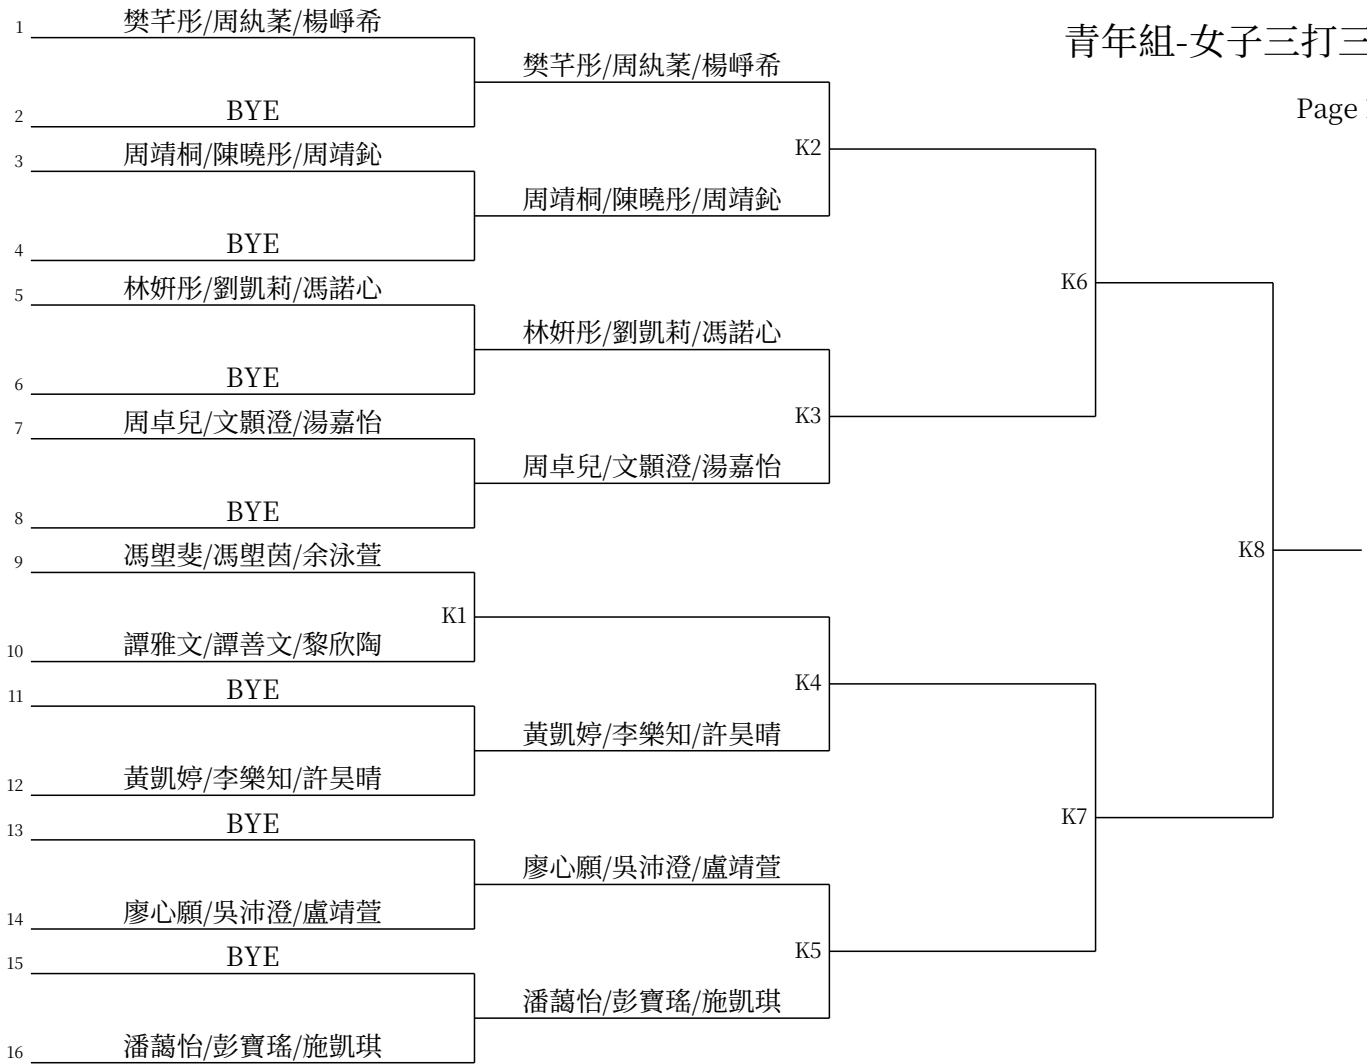 青年組-女子三打三
Page
1 樊芊彤/周紈葇/楊崢希
2 BYE
3 周靖桐/陳曉彤/周靖鈊
4 BYE
5 林妍彤/劉凱莉/馮諾心
6 BYE
7 周卓兒/文顥澄/湯嘉怡
8 BYE
9 馮塱斐/馮塱茵/余泳萱
10 譚雅文/譚善文/黎欣陶
11 BYE
12 黃凱婷/李樂知/許昊晴
13 BYE
14 廖心願/吳沛澄/盧靖萱
15 BYE
16 潘藹怡/彭寶瑤/施凱琪
K1
樊芊彤/周紈葇/楊崢希
周靖桐/陳曉彤/周靖鈊
林妍彤/劉凱莉/馮諾心
周卓兒/文顥澄/湯嘉怡
黃凱婷/李樂知/許昊晴
廖心願/吳沛澄/盧靖萱
潘藹怡/彭寶瑤/施凱琪
K2
K3
K4
K5
K6
K7
K8